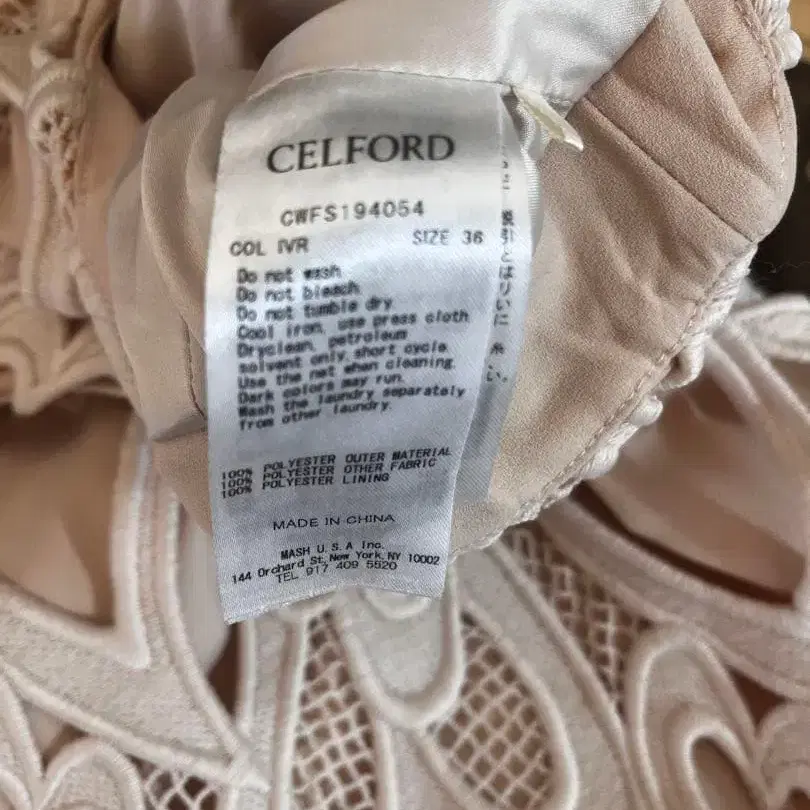 CELFORD
CWFS194054
COL IVR SIZE 36
Do not wash
Do not bleach
Do not tumble dry
Cool iron, use press cloth
Dryclean, petroleum
solvent only, short cycle
Use the net when cleaning.
Dark colors may run.
Wash the laundry separately
from other laundry.
100% POLYESTER OUTER MATERIAL
100% POLYESTER OTHER FABRIC
100% POLYESTER LINING
MADE IN CHINA
MASH U.S.A Inc.
144 Orchard St. New York, NY 10002
TEL 917 409 5520